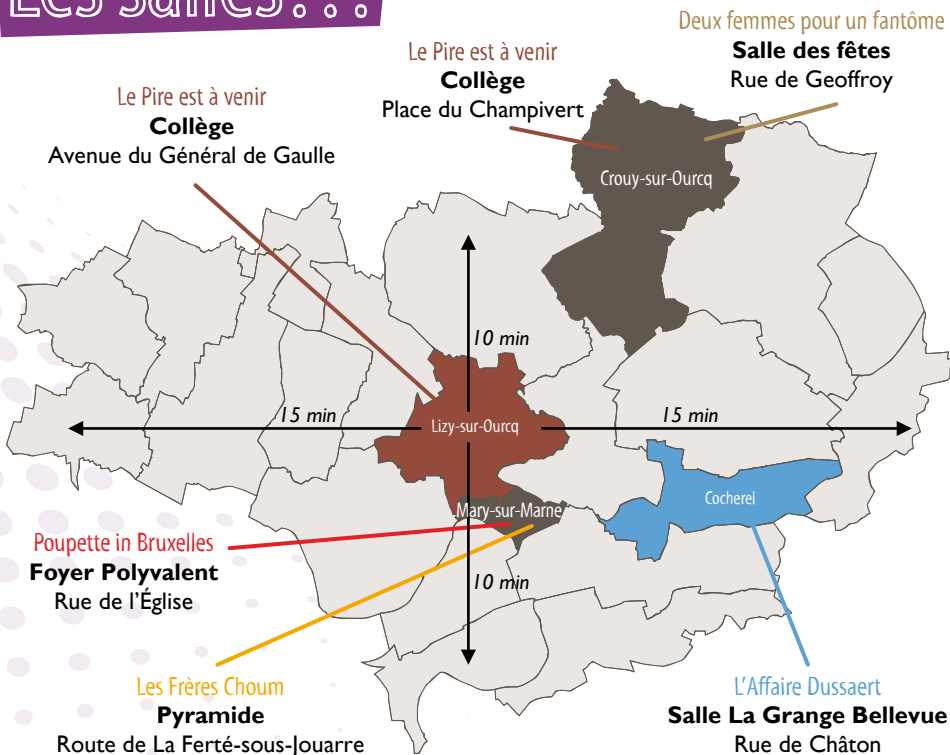 Les salles...
Deux femmes pour un fantôme
Salle des fêtes
Rue de Geoffroy
Le Pire est à venir
Collège
Place du Champivert
Le Pire est à venir
Collège
Avenue du Général de Gaulle
Crouy-sur-Ourcq
10 min
15 min
Lizy-sur-Ourcq
15 min
Cocherel
Mary-sur-Marne
Poupette in Bruxelles
Foyer Polyvalent
Rue de l'Église
10 min
Les Frères Choum
Pyramide
Route de La Ferté-sous-Jouarre
L'Affaire Dussaert
Salle La Grange Bellevue
Rue de Châton